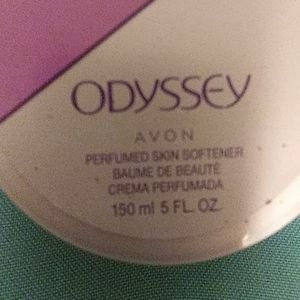 ODYSSEY
AVON
PERFUMED SKIN SOFTENER
BAUME DE BEAUTÉ
CREMA PERFUMADA
150 ml 5 FL. OZ.